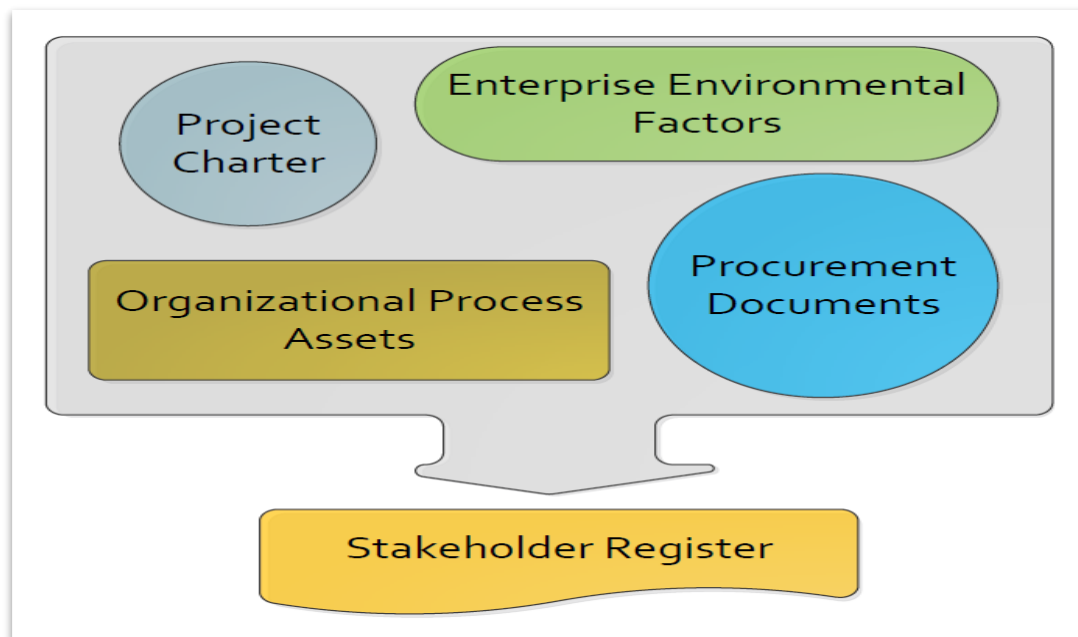 Project
Charter
Enterprise Environmental
Factors
Organizational Process
Assets
Procurement
Documents
Stakeholder Register